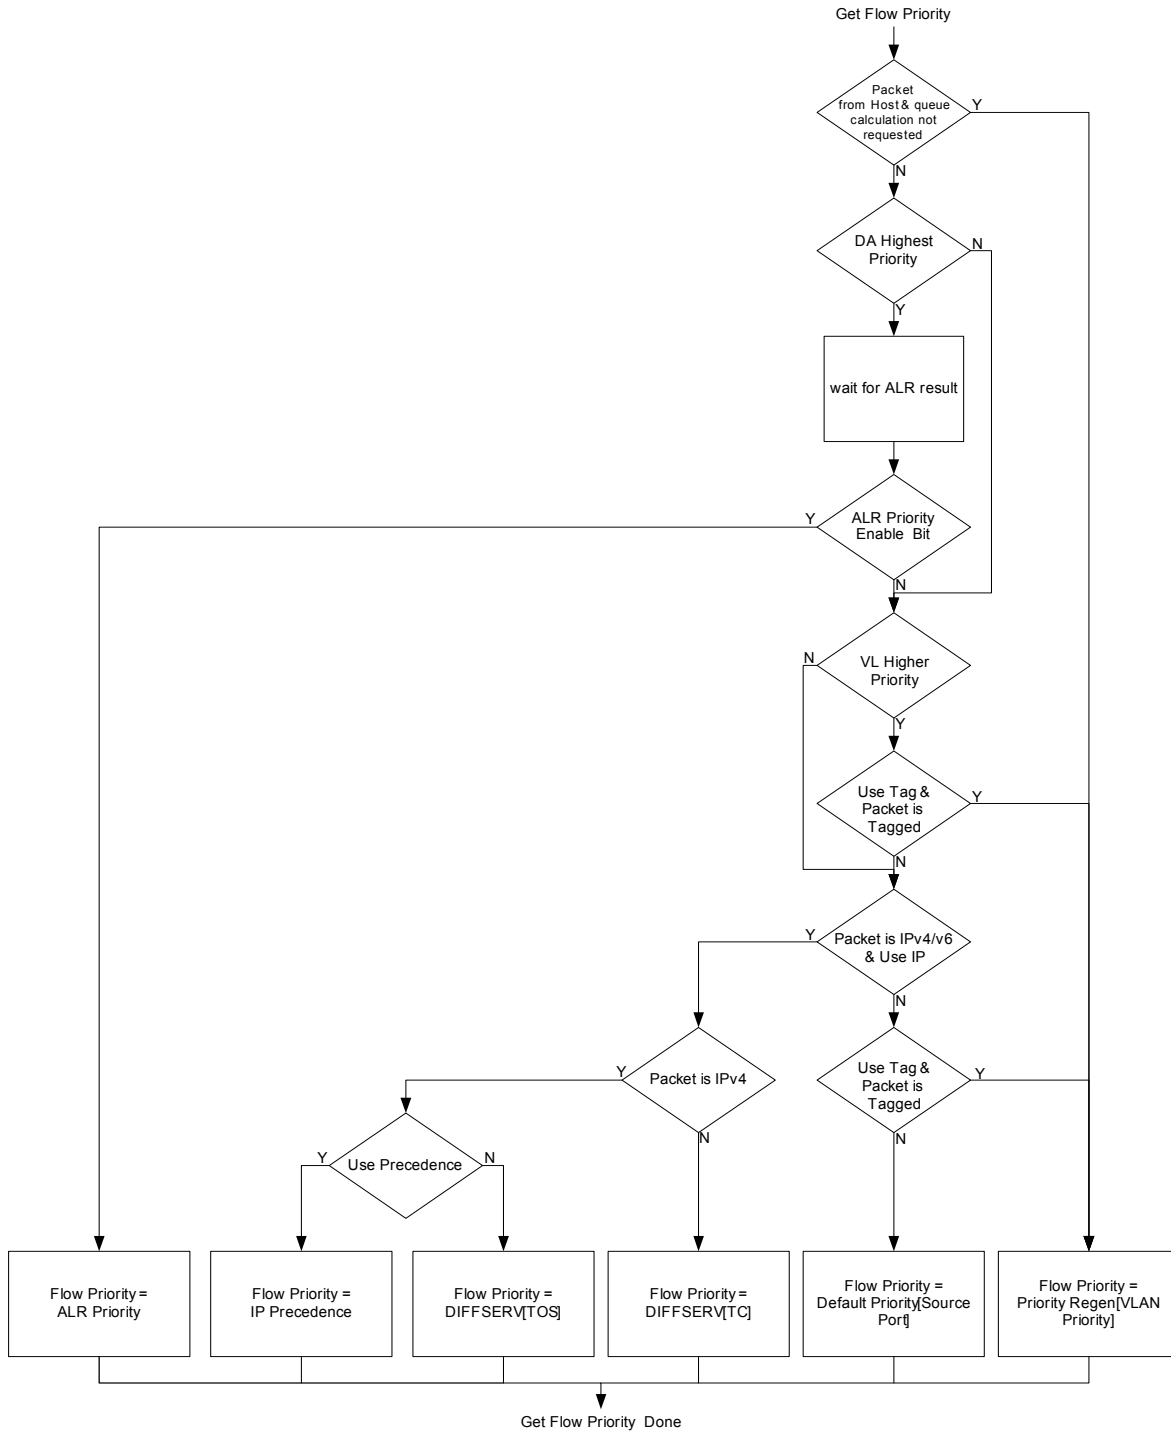 Get Flow Priority
Packet
from Host & queue
calculation not
requested
Y
N
DA Highest
Priority
N
Y
wait for ALR result
ALR Priority
Enable Bit
Y
N
VL Higher
Priority
N
Y
Use Tag &
Packet is
Tagged
Y
N
Packet is IPv4/v6
& Use IP
Y
N
Packet is IPv4
Y
N
Use Tag &
Packet is
Tagged
Y
N
Use Precedence
Y
N
Flow Priority =
ALR Priority
Flow Priority =
IP Precedence
Flow Priority =
DIFFSERV[TOS]
Flow Priority =
DIFFSERV[TC]
Flow Priority =
Default Priority[Source
Port]
Flow Priority =
Priority Regen[VLAN
Priority]
Get Flow Priority Done